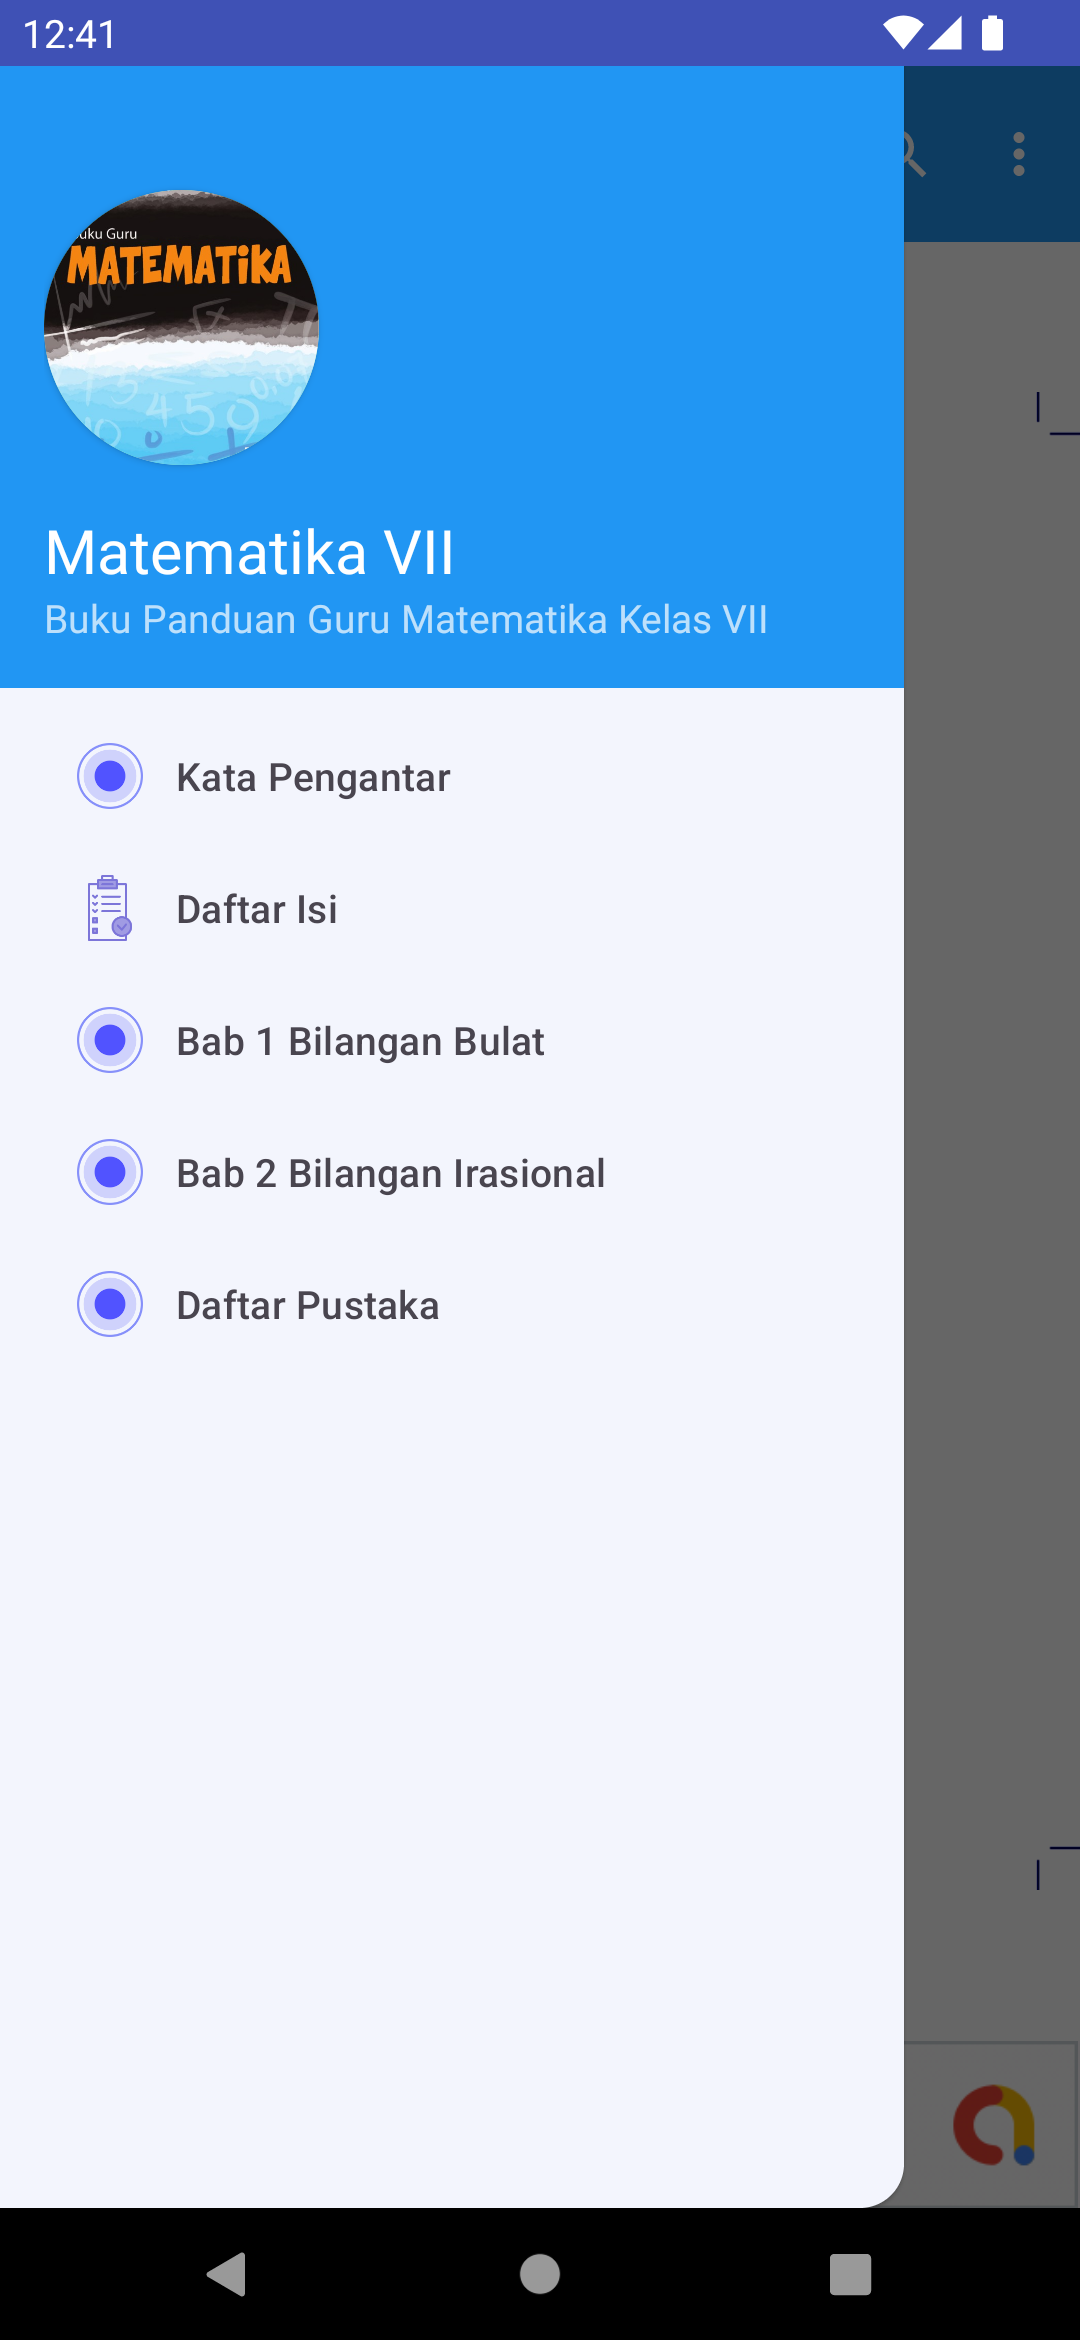 12:41
Buku Guru
MATEMATiKA
Matematika VII
Buku Panduan Guru Matematika Kelas VII
Kata Pengantar
Daftar Isi
Bab 1 Bilangan Bulat
Bab 2 Bilangan Irasional
Daftar Pustaka